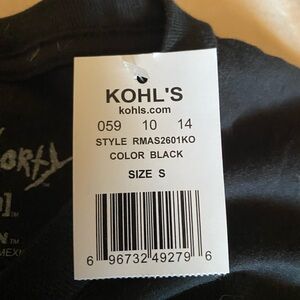 KOHL'S
kohls.com
059 10 14
STYLE RMAS2601KO
COLOR BLACK
SIZE S
6 96732 49279 6